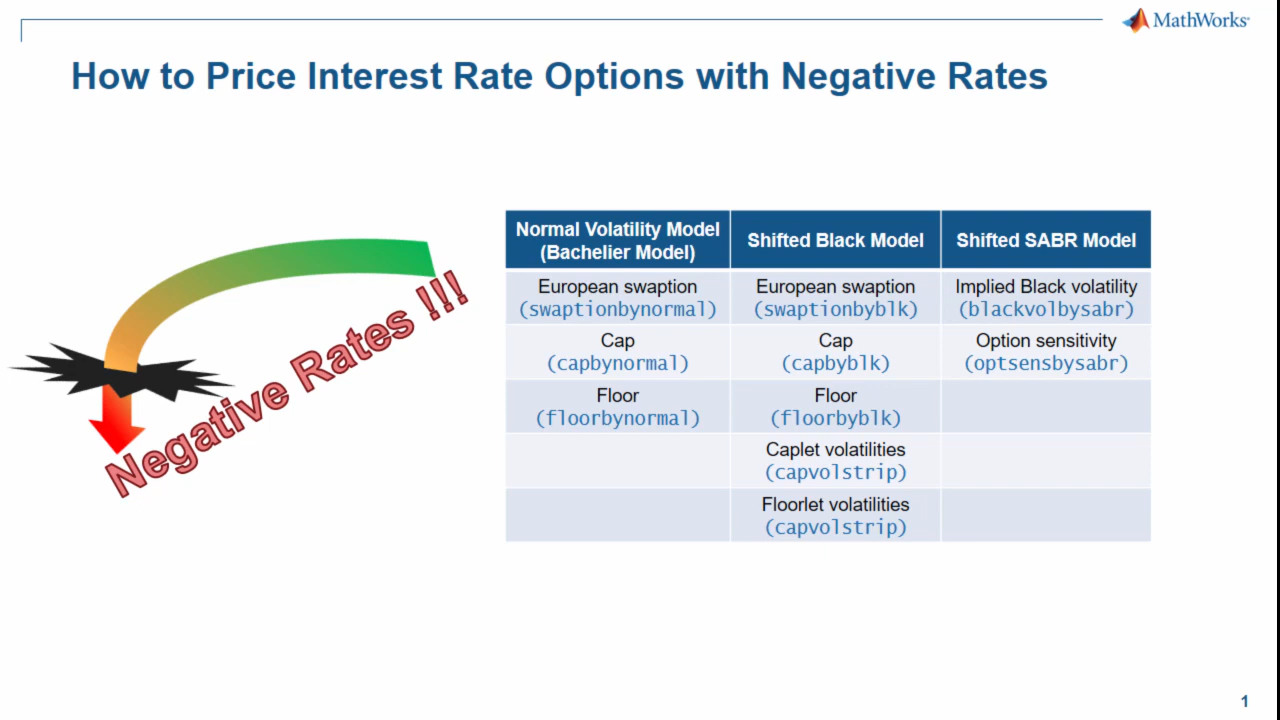 MathWorks
How to Price Interest Rate Options with Negative Rates
Negative Rates !!!
Normal Volatility Model
(Bachelier Model)
Shifted Black Model
Shifted SABR Model
European swaption
(swaptionbynormal)
European swaption
(swaptionbyblk)
Implied Black volatility
(blackvolbysabr)
Cap
(capbynormal)
Cap
(capbyblk)
Option sensitivity
(optsensbysabr)
Floor
(floorbynormal)
Floor
(floorbyblk)
Caplet volatilities
(capvolstrip)
Floorlet volatilities
(capvolstrip)
1